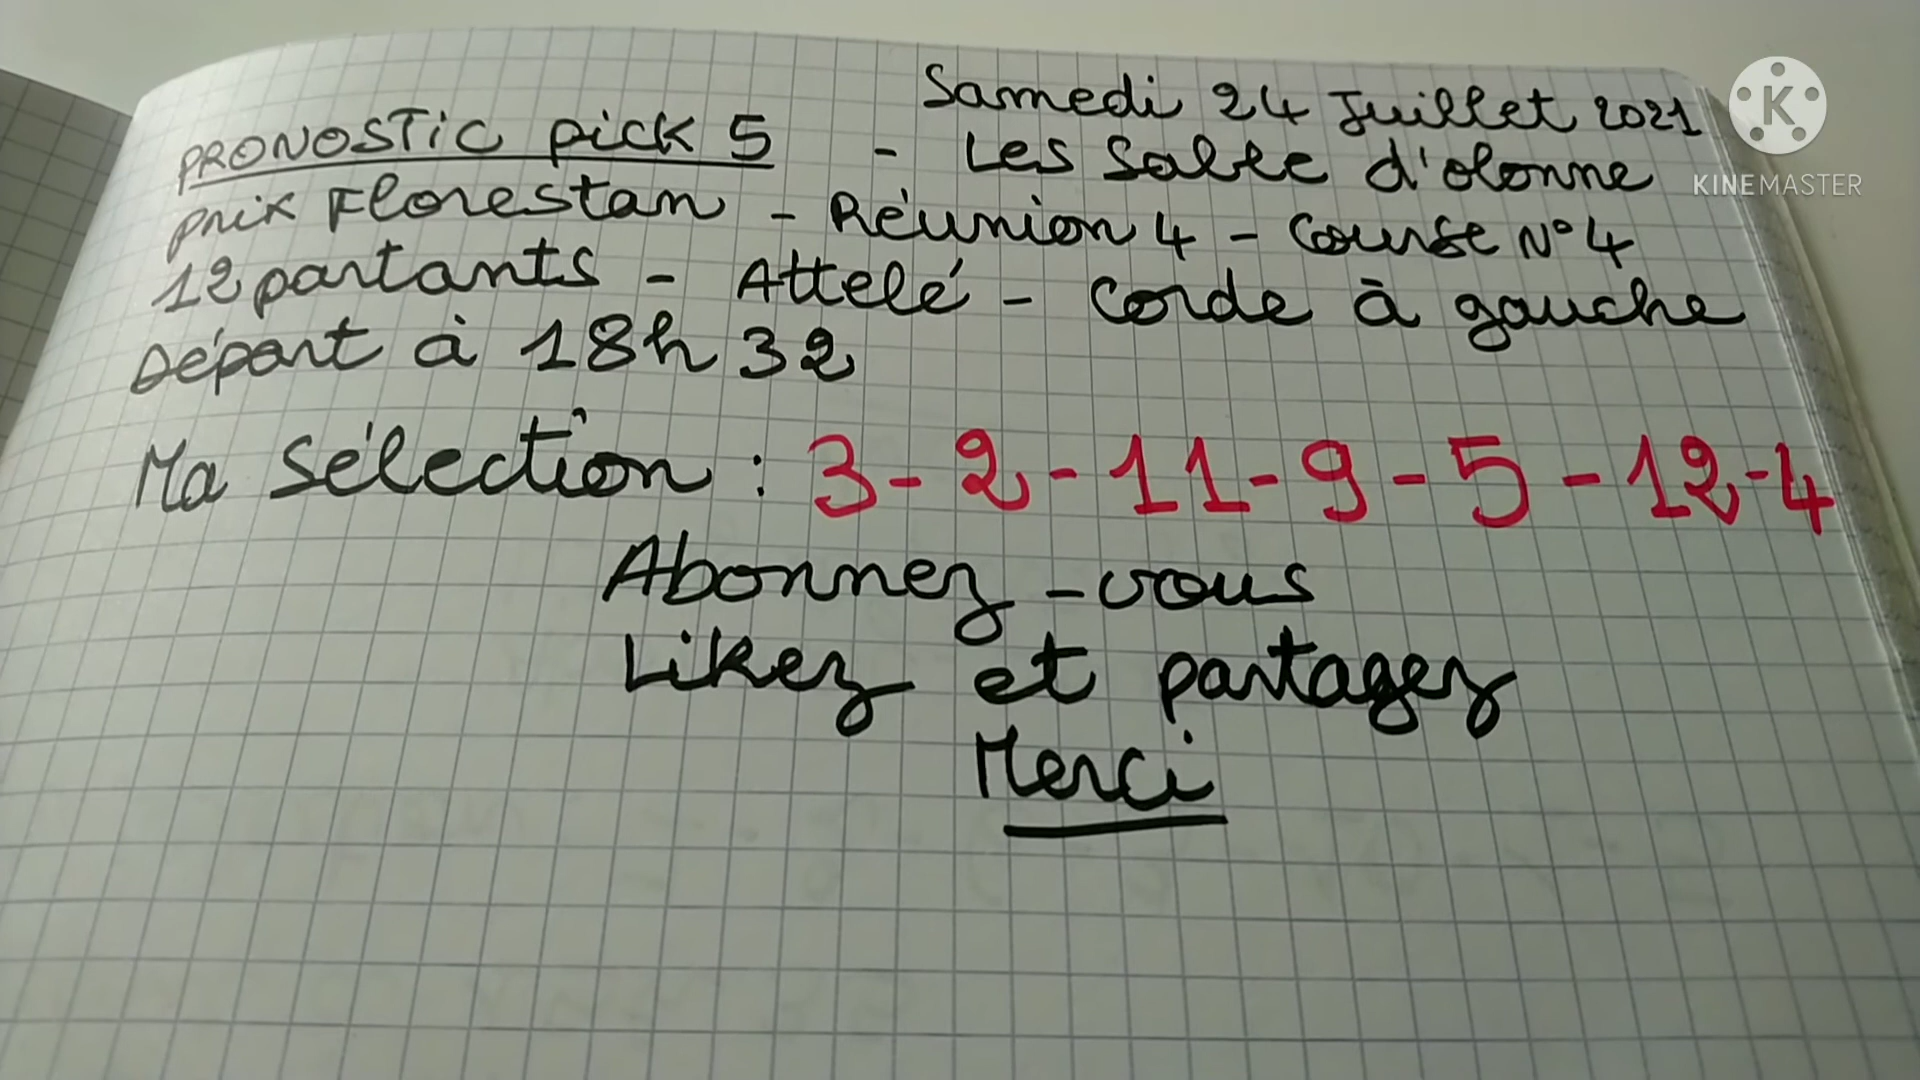 Samedi 24 Juillet 2021
PRONOSTIC pick 5 - Les Sable d'olonne
prix Florestan - Réunion 4 - Course N°4
12 partants - Attelé - Corde à gauche
Départ à 18h32
Ma sélection : 3-2-11-9-5-12-4
Abonnez-vous
Likez et partagez
Merci
K
KINEMASTER